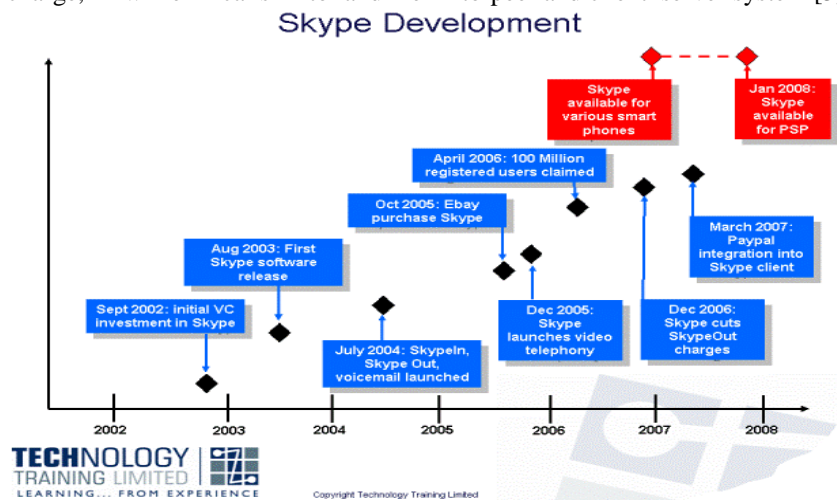 Skype Development
Skype
available for
various smart
phones
Jan 2008:
Skype
available
for PSP
April 2006: 100 Million
registered users claimed
Oct 2005: Ebay
purchase Skype
Aug 2003: First
Skype software
release
March 2007:
Paypal
integration into
Skype client
Sept 2002: initial VC
investment in Skype
Dec 2005:
Skype
launches video
telephony
Dec 2006:
Skype cuts
SkypeOut
charges
July 2004: SkypeIn,
Skype Out,
voicemail launched
2002 2003 2004 2005 2006 2007 2008
TECHNOLOGY
TRAINING LIMITED
LEARNING... FROM EXPERIENCE
Copyright Technology Training Limited